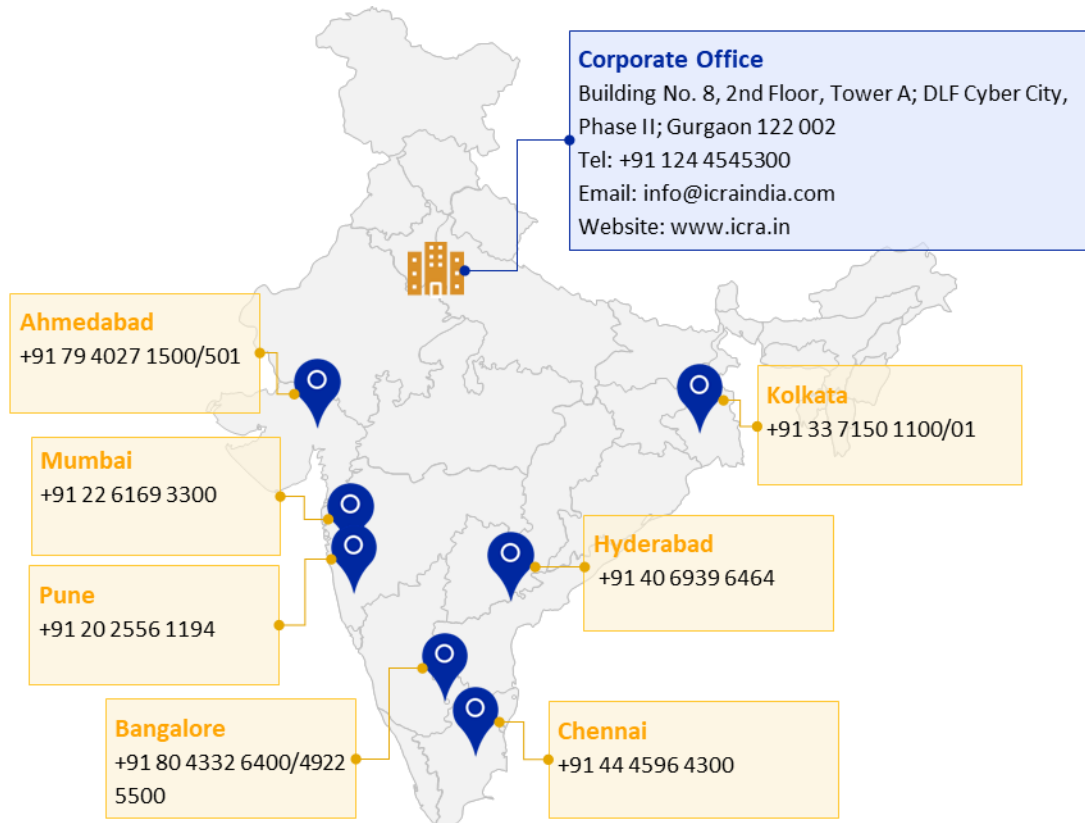 Corporate Office
Building No. 8, 2nd Floor, Tower A; DLF Cyber City,
Phase II; Gurgaon 122 002
Tel: +91 124 4545300
Email: info@icraindia.com
Website: www.icra.in
Ahmedabad
+91 79 4027 1500/501
Kolkata
+91 33 7150 1100/01
Mumbai
+91 22 6169 3300
Hyderabad
+91 40 6939 6464
Pune
+91 20 2556 1194
Bangalore
+91 80 4332 6400/4922
5500
Chennai
+91 44 4596 4300